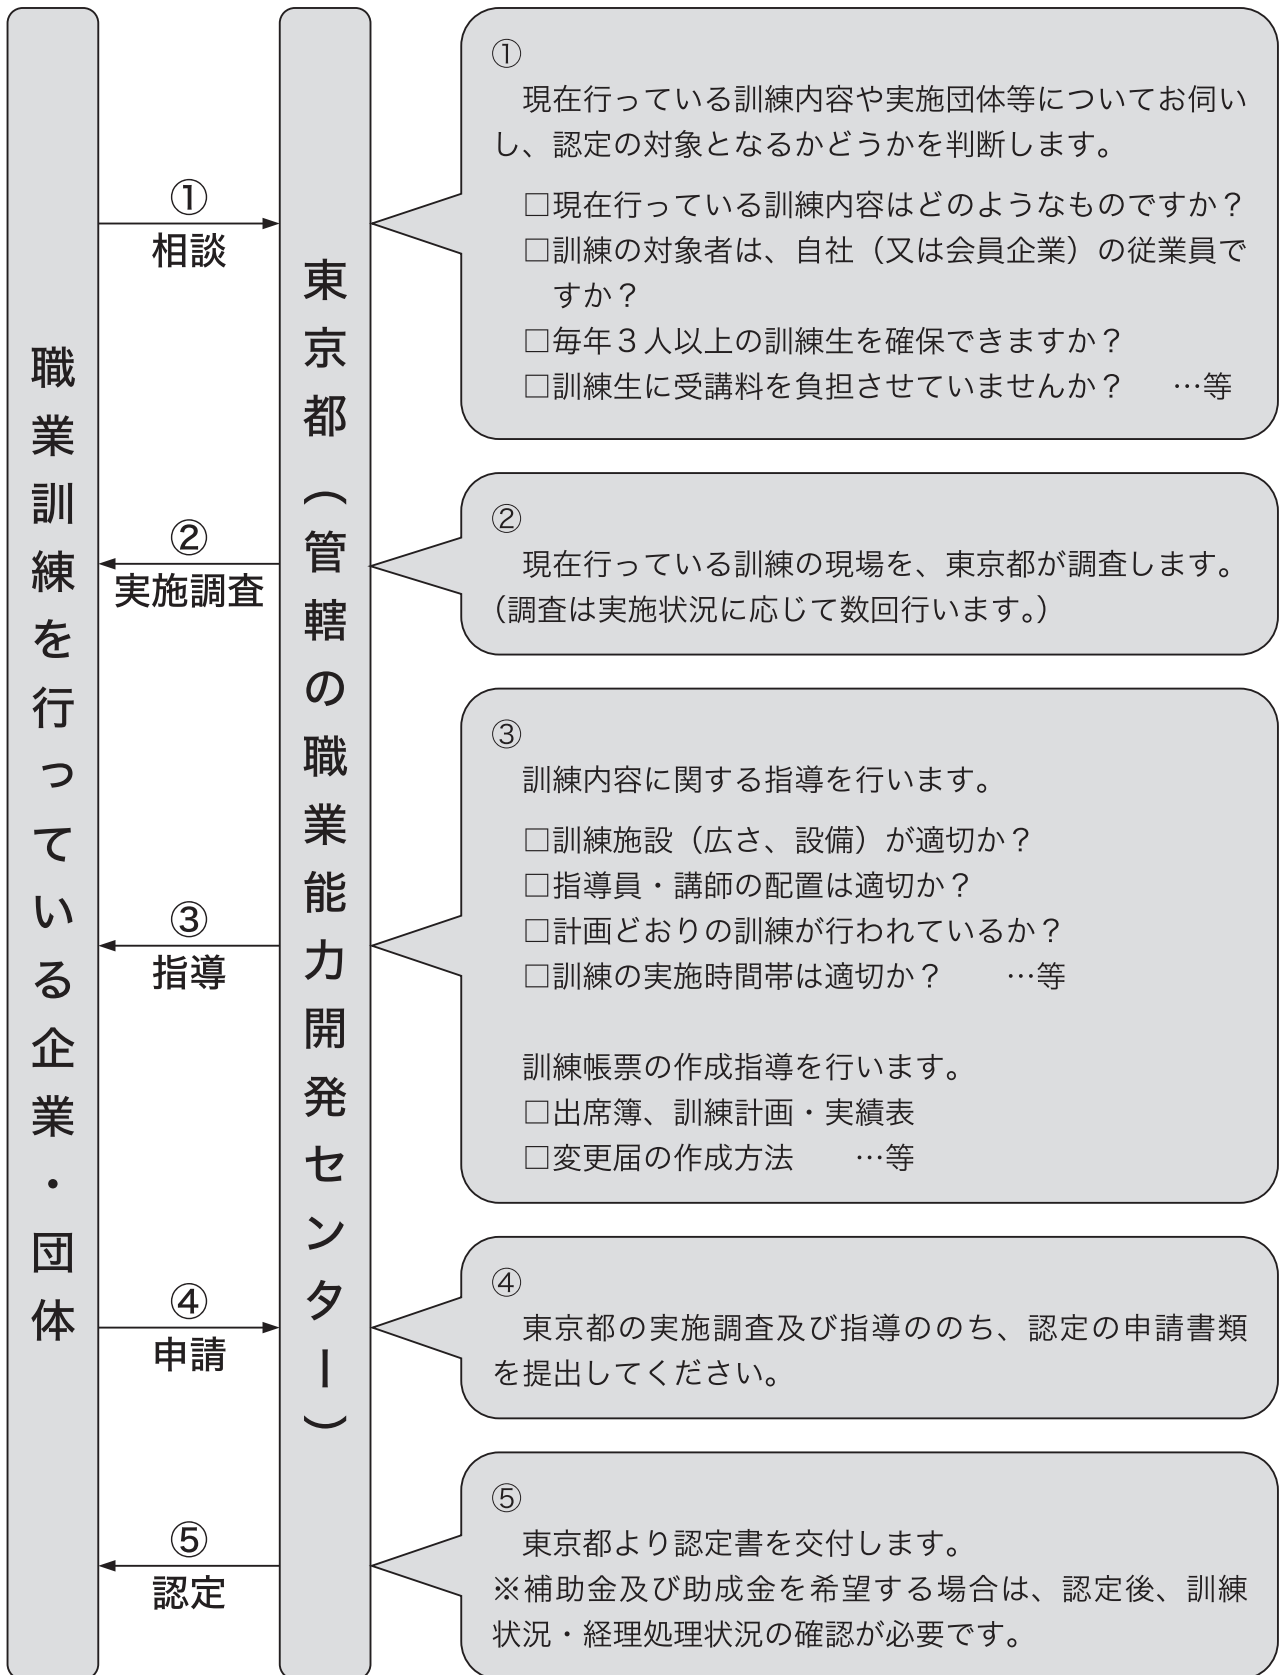 職業訓練を行っている企業・団体
東京都（管轄の職業能力開発センター）
①
相談
②
実施調査
③
指導
④
申請
⑤
認定
①
現在行っている訓練内容や実施団体等についてお伺い
し、認定の対象となるかどうかを判断します。
□現在行っている訓練内容はどのようなものですか？
□訓練の対象者は、自社（又は会員企業）の従業員で
すか？
□毎年３人以上の訓練生を確保できますか？
□訓練生に受講料を負担させていませんか？　…等
②
現在行っている訓練の現場を、東京都が調査します。
（調査は実施状況に応じて数回行います。）
③
訓練内容に関する指導を行います。
□訓練施設（広さ、設備）が適切か？
□指導員・講師の配置は適切か？
□計画どおりの訓練が行われているか？
□訓練の実施時間帯は適切か？　…等
訓練帳票の作成指導を行います。
□出席簿、訓練計画・実績表
□変更届の作成方法　…等
④
東京都の実施調査及び指導ののち、認定の申請書類
を提出してください。
⑤
東京都より認定書を交付します。
※補助金及び助成金を希望する場合は、認定後、訓練
状況・経理処理状況の確認が必要です。